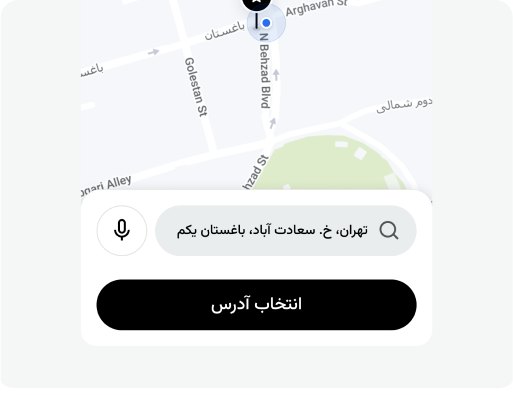 Arghavan St
باغستان
N Behzad Blvd
باغس
Golestan St
دوم شمالی
hzad St
ogari Alley
تهران، خ. سعادت آباد، باغستان یکم
انتخاب آدرس